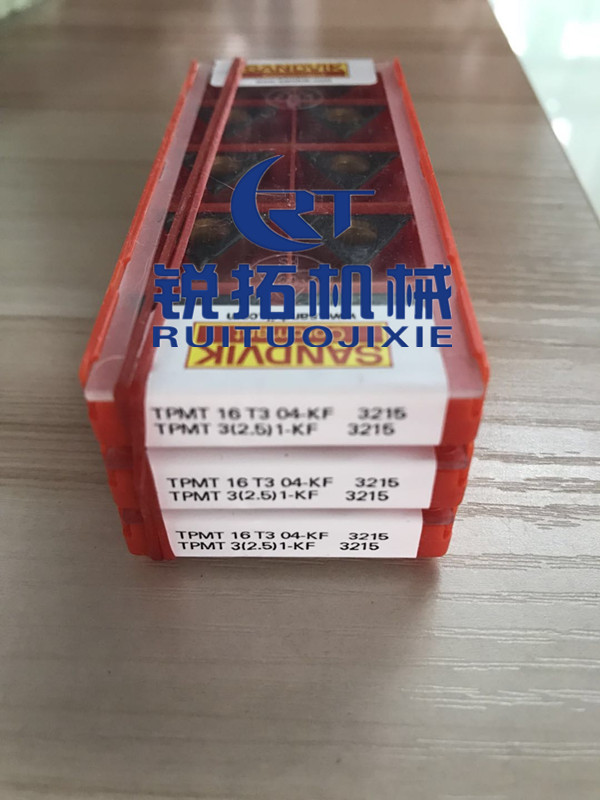 SANDVIK
CRT
锐拓机械
RUITUOJIXIE
SANDVIK
TPMT 16 T3 04-KF 3215
TPMT 3(2.5)1-KF 3215
TPMT 16 T3 04-KF 3215
TPMT 3(2.5)1-KF 3215
TPMT 16 T3 04-KF 3215
TPMT 3(2.5)1-KF 3215